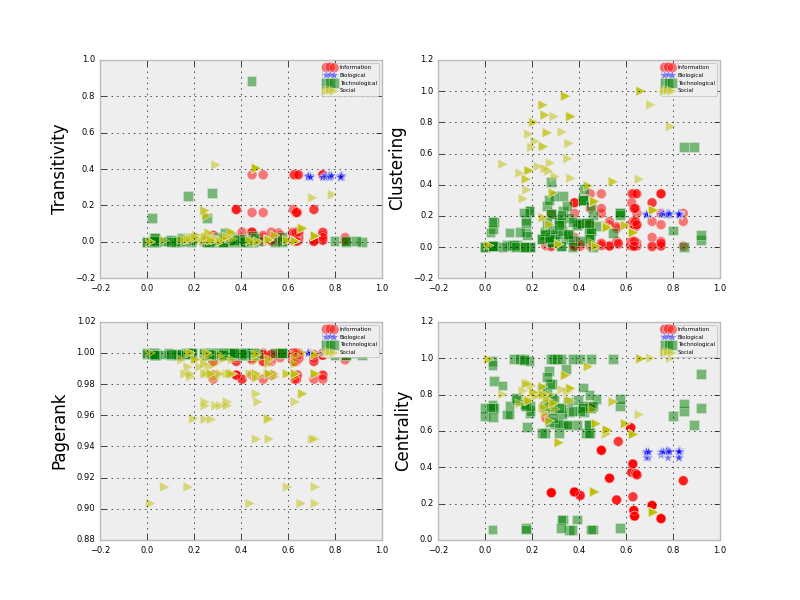 Transitivity
1.0
0.8
0.6
0.4
0.2
0.0
−0.2
−0.2 0.0 0.2 0.4 0.6 0.8 1.0
Information
Biological
Technological
Social
Clustering
1.2
1.0
0.8
0.6
0.4
0.2
0.0
−0.2
−0.2 0.0 0.2 0.4 0.6 0.8 1.0
Information
Biological
Technological
Social
Pagerank
1.02
1.00
0.98
0.96
0.94
0.92
0.90
0.88
−0.2 0.0 0.2 0.4 0.6 0.8 1.0
Information
Biological
Technological
Social
Centrality
1.2
1.0
0.8
0.6
0.4
0.2
0.0
−0.2 0.0 0.2 0.4 0.6 0.8 1.0
Information
Biological
Technological
Social